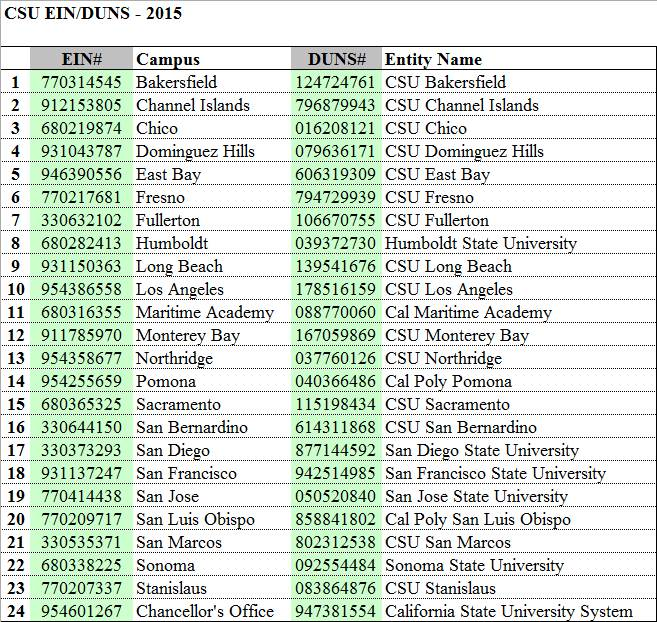 CSU EIN/DUNS - 2015
EIN# Campus DUNS# Entity Name
1 770314545 Bakersfield 124724761 CSU Bakersfield
2 912153805 Channel Islands 796879943 CSU Channel Islands
3 680219874 Chico 016208121 CSU Chico
4 931043787 Dominguez Hills 079636171 CSU Dominguez Hills
5 946390556 East Bay 606319309 CSU East Bay
6 770217681 Fresno 794729939 CSU Fresno
7 330632102 Fullerton 106670755 CSU Fullerton
8 680282413 Humboldt 039372730 Humboldt State University
9 931150363 Long Beach 139541676 CSU Long Beach
10 954386558 Los Angeles 178516159 CSU Los Angeles
11 680316355 Maritime Academy 088770060 Cal Maritime Academy
12 911785970 Monterey Bay 167059869 CSU Monterey Bay
13 954358677 Northridge 037760126 CSU Northridge
14 954255659 Pomona 040366486 Cal Poly Pomona
15 680365325 Sacramento 115198434 CSU Sacramento
16 330644150 San Bernardino 614311868 CSU San Bernardino
17 330373293 San Diego 877144592 San Diego State University
18 931137247 San Francisco 942514985 San Francisco State University
19 770414438 San Jose 050520840 San Jose State University
20 770209717 San Luis Obispo 858841802 Cal Poly San Luis Obispo
21 330535371 San Marcos 802312538 CSU San Marcos
22 680338225 Sonoma 092554484 Sonoma State University
23 770207337 Stanislaus 083864876 CSU Stanislaus
24 954601267 Chancellor's Office 947381554 California State University System